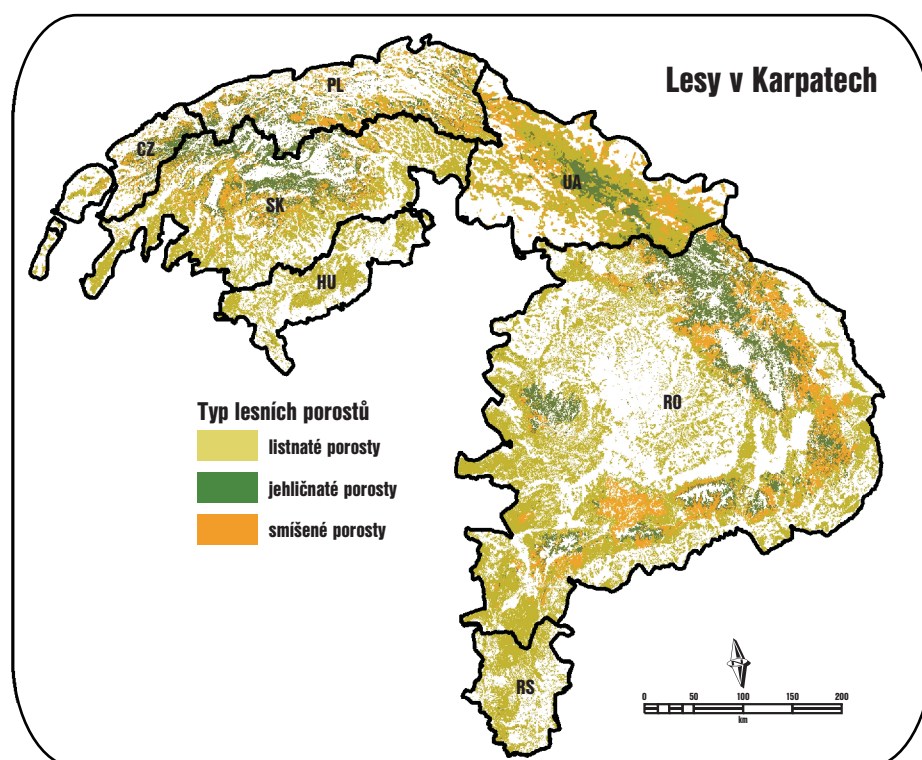 Lesy v Karpatech
PL
CZ
UA
SK
HU
RO
Typ lesních porostů
listnaté porosty
jehličnaté porosty
smíšené porosty
RS
0 50 100 150 200
km